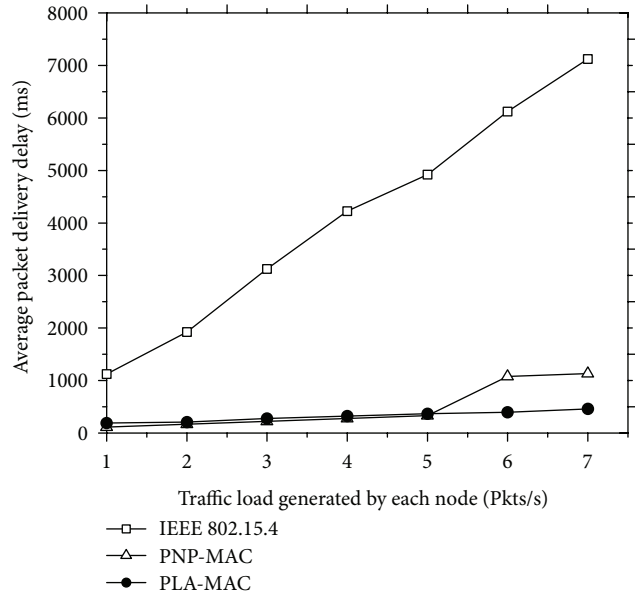 8000
7000
6000
5000
4000
3000
2000
1000
0
Average packet delivery delay (ms)
1 2 3 4 5 6 7
Traffic load generated by each node (Pkts/s)
IEEE 802.15.4
PNP-MAC
PLA-MAC